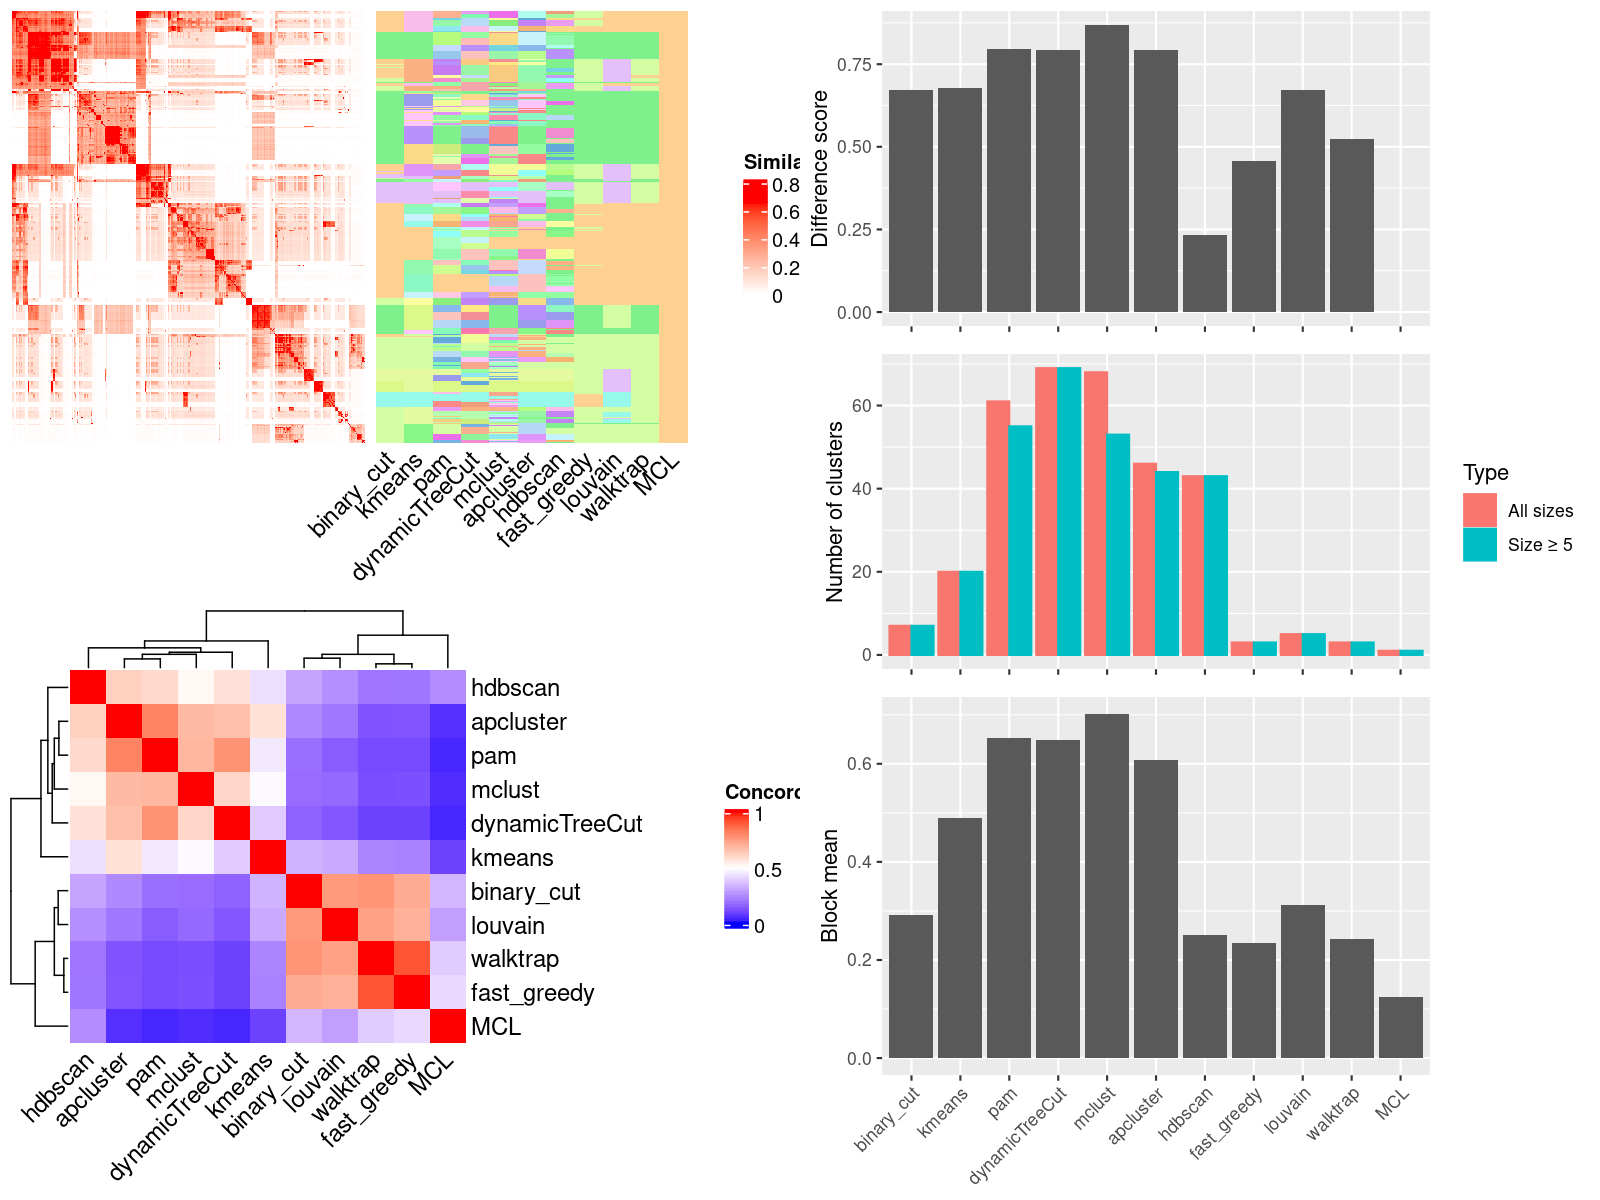 Simila
0.8
0.6
0.4
0.2
0
binary_cut
kmeans
pam
dynamicTreeCut
mclust
apcluster
hdbscan
fast_greedy
louvain
walktrap
MCL
hdbscan
apcluster
pam
mclust
dynamicTreeCut
kmeans
binary_cut
louvain
walktrap
fast_greedy
MCL
hdbscan
apcluster
pam
mclust
dynamicTreeCut
kmeans
binary_cut
louvain
walktrap
fast_greedy
MCL
Concord
1
0.5
0
Difference score
0.75
0.50
0.25
0.00
Number of clusters
60
40
20
0
Type
All sizes
Size ≥ 5
Block mean
0.6
0.4
0.2
0.0
binary_cut
kmeans
pam
dynamicTreeCut
mclust
apcluster
hdbscan
fast_greedy
louvain
walktrap
MCL